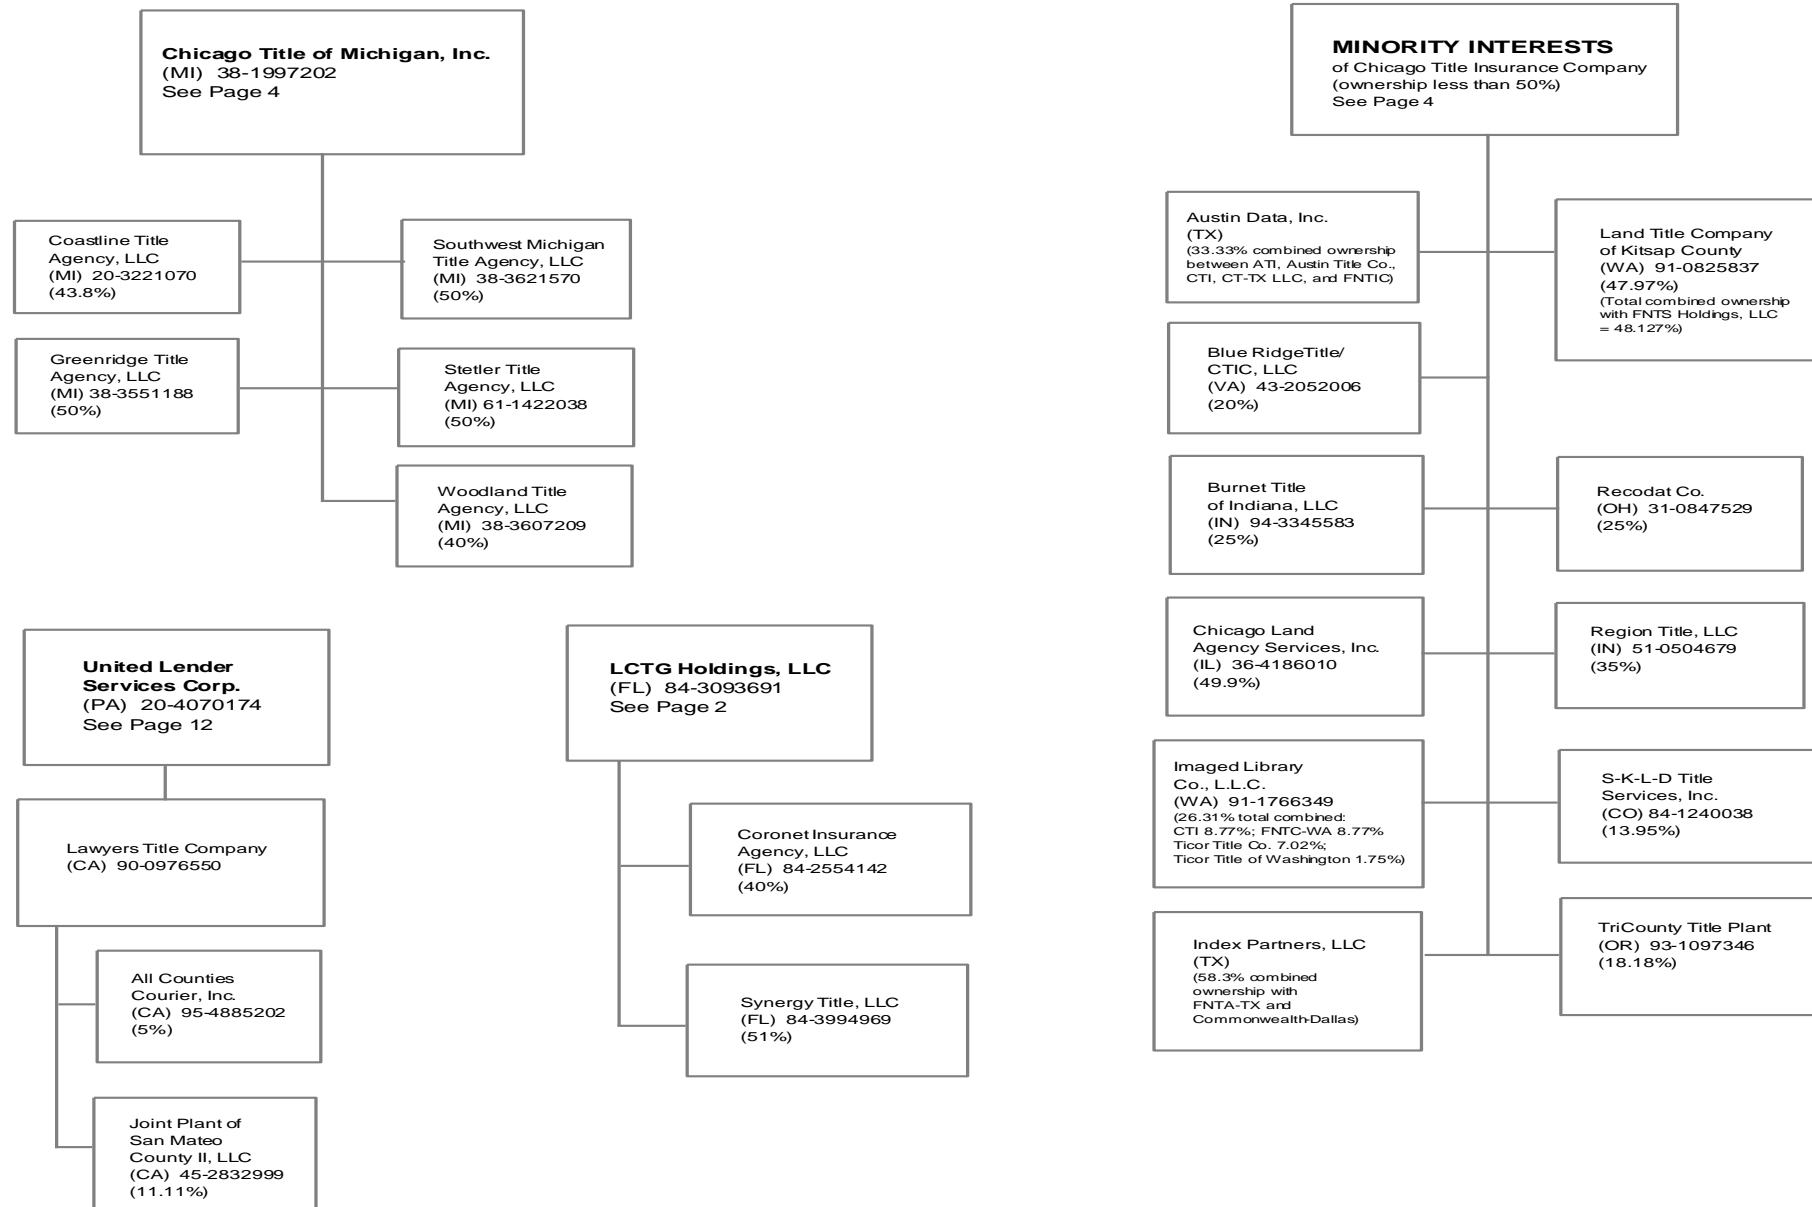 Chicago Title of Michigan, Inc.
(MI) 38-1997202
See Page 4
Coastline Title
Agency, LLC
(MI) 20-3221070
(43.8%)
Southwest Michigan
Title Agency, LLC
(MI) 38-3621570
(50%)
Greenridge Title
Agency, LLC
(MI) 38-3551188
(50%)
Stetler Title
Agency, LLC
(MI) 61-1422038
(50%)
Woodland Title
Agency, LLC
(MI) 38-3607209
(40%)
United Lender
Services Corp.
(PA) 20-4070174
See Page 12
Lawyers Title Company
(CA) 90-0976550
All Counties
Courier, Inc.
(CA) 95-4885202
(5%)
Joint Plant of
San Mateo
County II, LLC
(CA) 45-2832999
(11.11%)
LCTG Holdings, LLC
(FL) 84-3093691
See Page 2
Coronet Insurance
Agency, LLC
(FL) 84-2554142
(40%)
Synergy Title, LLC
(FL) 84-3994969
(51%)
MINORITY INTERESTS
of Chicago Title Insurance Company
(ownership less than 50%)
See Page 4
Austin Data, Inc.
(TX)
(33.33% combined ownership
between ATI, Austin Title Co.,
CTI, CT-TX LLC, and FNTIC)
Land Title Company
of Kitsap County
(WA) 91-0825837
(47.97%)
(Total combined ownership
with FNTS Holdings, LLC
= 48.127%)
Blue RidgeTitle/
CTIC, LLC
(VA) 43-2052006
(20%)
Burnet Title
of Indiana, LLC
(IN) 94-3345583
(25%)
Recodat Co.
(OH) 31-0847529
(25%)
Chicago Land
Agency Services, Inc.
(IL) 36-4186010
(49.9%)
Region Title, LLC
(IN) 51-0504679
(35%)
Imaged Library
Co., L.L.C.
(WA) 91-1766349
(26.31% total combined:
CTI 8.77%; FNTC-WA 8.77%
Ticor Title Co. 7.02%;
Ticor Title of Washington 1.75%)
S-K-L-D Title
Services, Inc.
(CO) 84-1240038
(13.95%)
Index Partners, LLC
(TX)
(58.3% combined
ownership with
FNTA-TX and
Commonwealth-Dallas)
TriCounty Title Plant
(OR) 93-1097346
(18.18%)